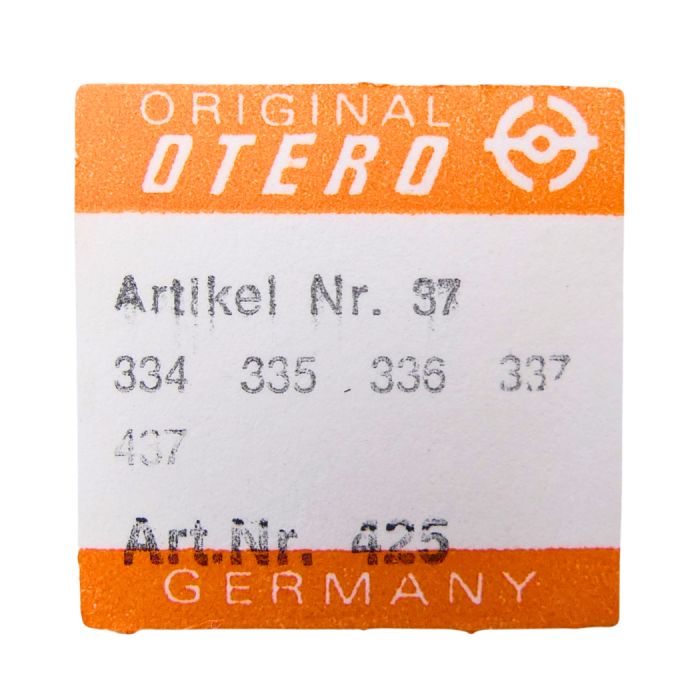 ORIGINAL
OTERO
Artikel Nr. 37
334 335 336 337
437
Art.Nr. 425
GERMANY